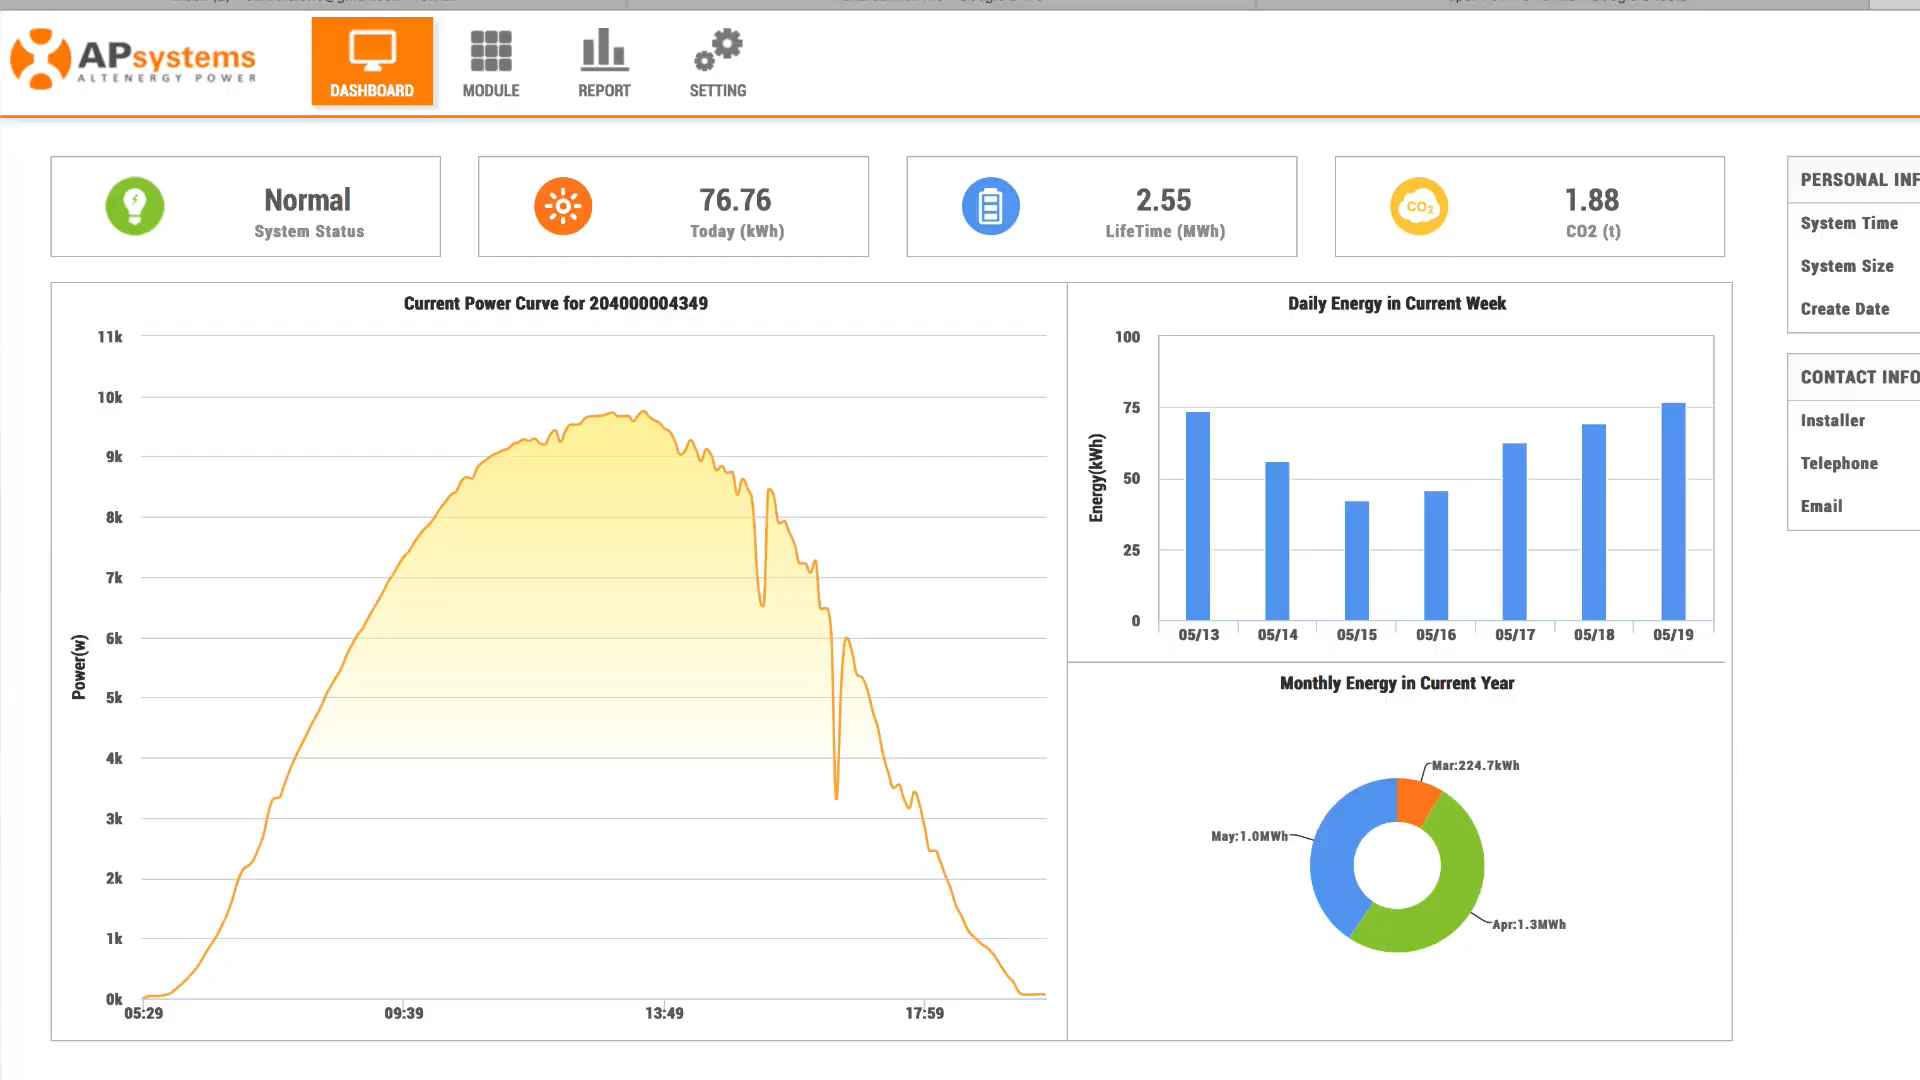 APsystems
ALTENERGY POWER
DASHBOARD
MODULE
REPORT
SETTING
Normal
System Status
76.76
Today (kWh)
2.55
LifeTime (MWh)
CO2
1.88
CO2 (t)
PERSONAL INF
System Time
System Size
Create Date
CONTACT INFO
Installer
Telephone
Email
Current Power Curve for 204000004349
Power(w)
11k
10k
9k
8k
7k
6k
5k
4k
3k
2k
1k
0k
05:29 09:39 13:49 17:59
Daily Energy in Current Week
Energy(kWh)
100
75
50
25
0
05/13 05/14 05/15 05/16 05/17 05/18 05/19
Monthly Energy in Current Year
Mar:224.7kWh
May:1.0MWh
Apr:1.3MWh